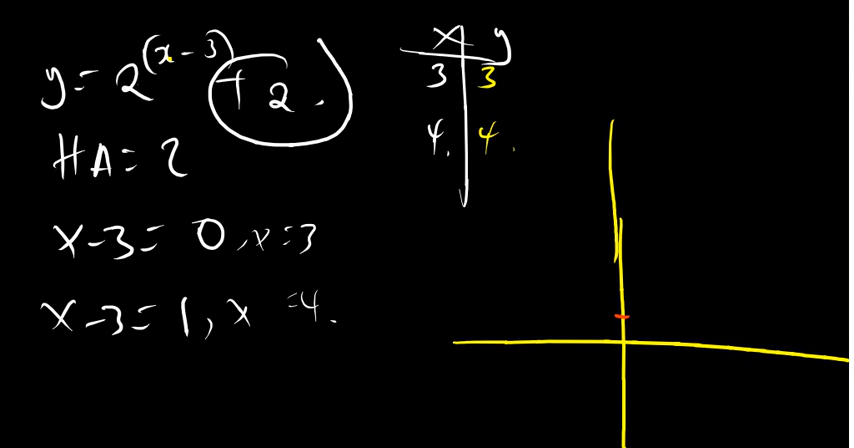 y = 2^(x - 3) + 2.
HA = 2
x - 3 = 0, x = 3
x - 3 = 1, x = 4.
x y
3 3
4. 4.